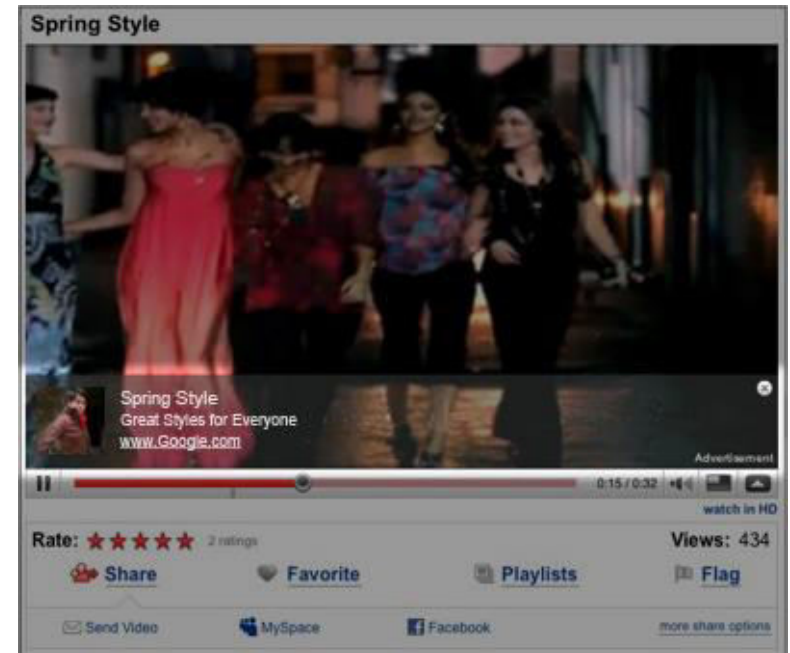 Spring Style
Spring Style
Great Styles for Everyone
www.Google.com
Advertisement
0:15 / 0:32
watch in HD
Rate: 2 ratings Views: 434
Share Favorite Playlists Flag
Send Video MySpace Facebook more share options